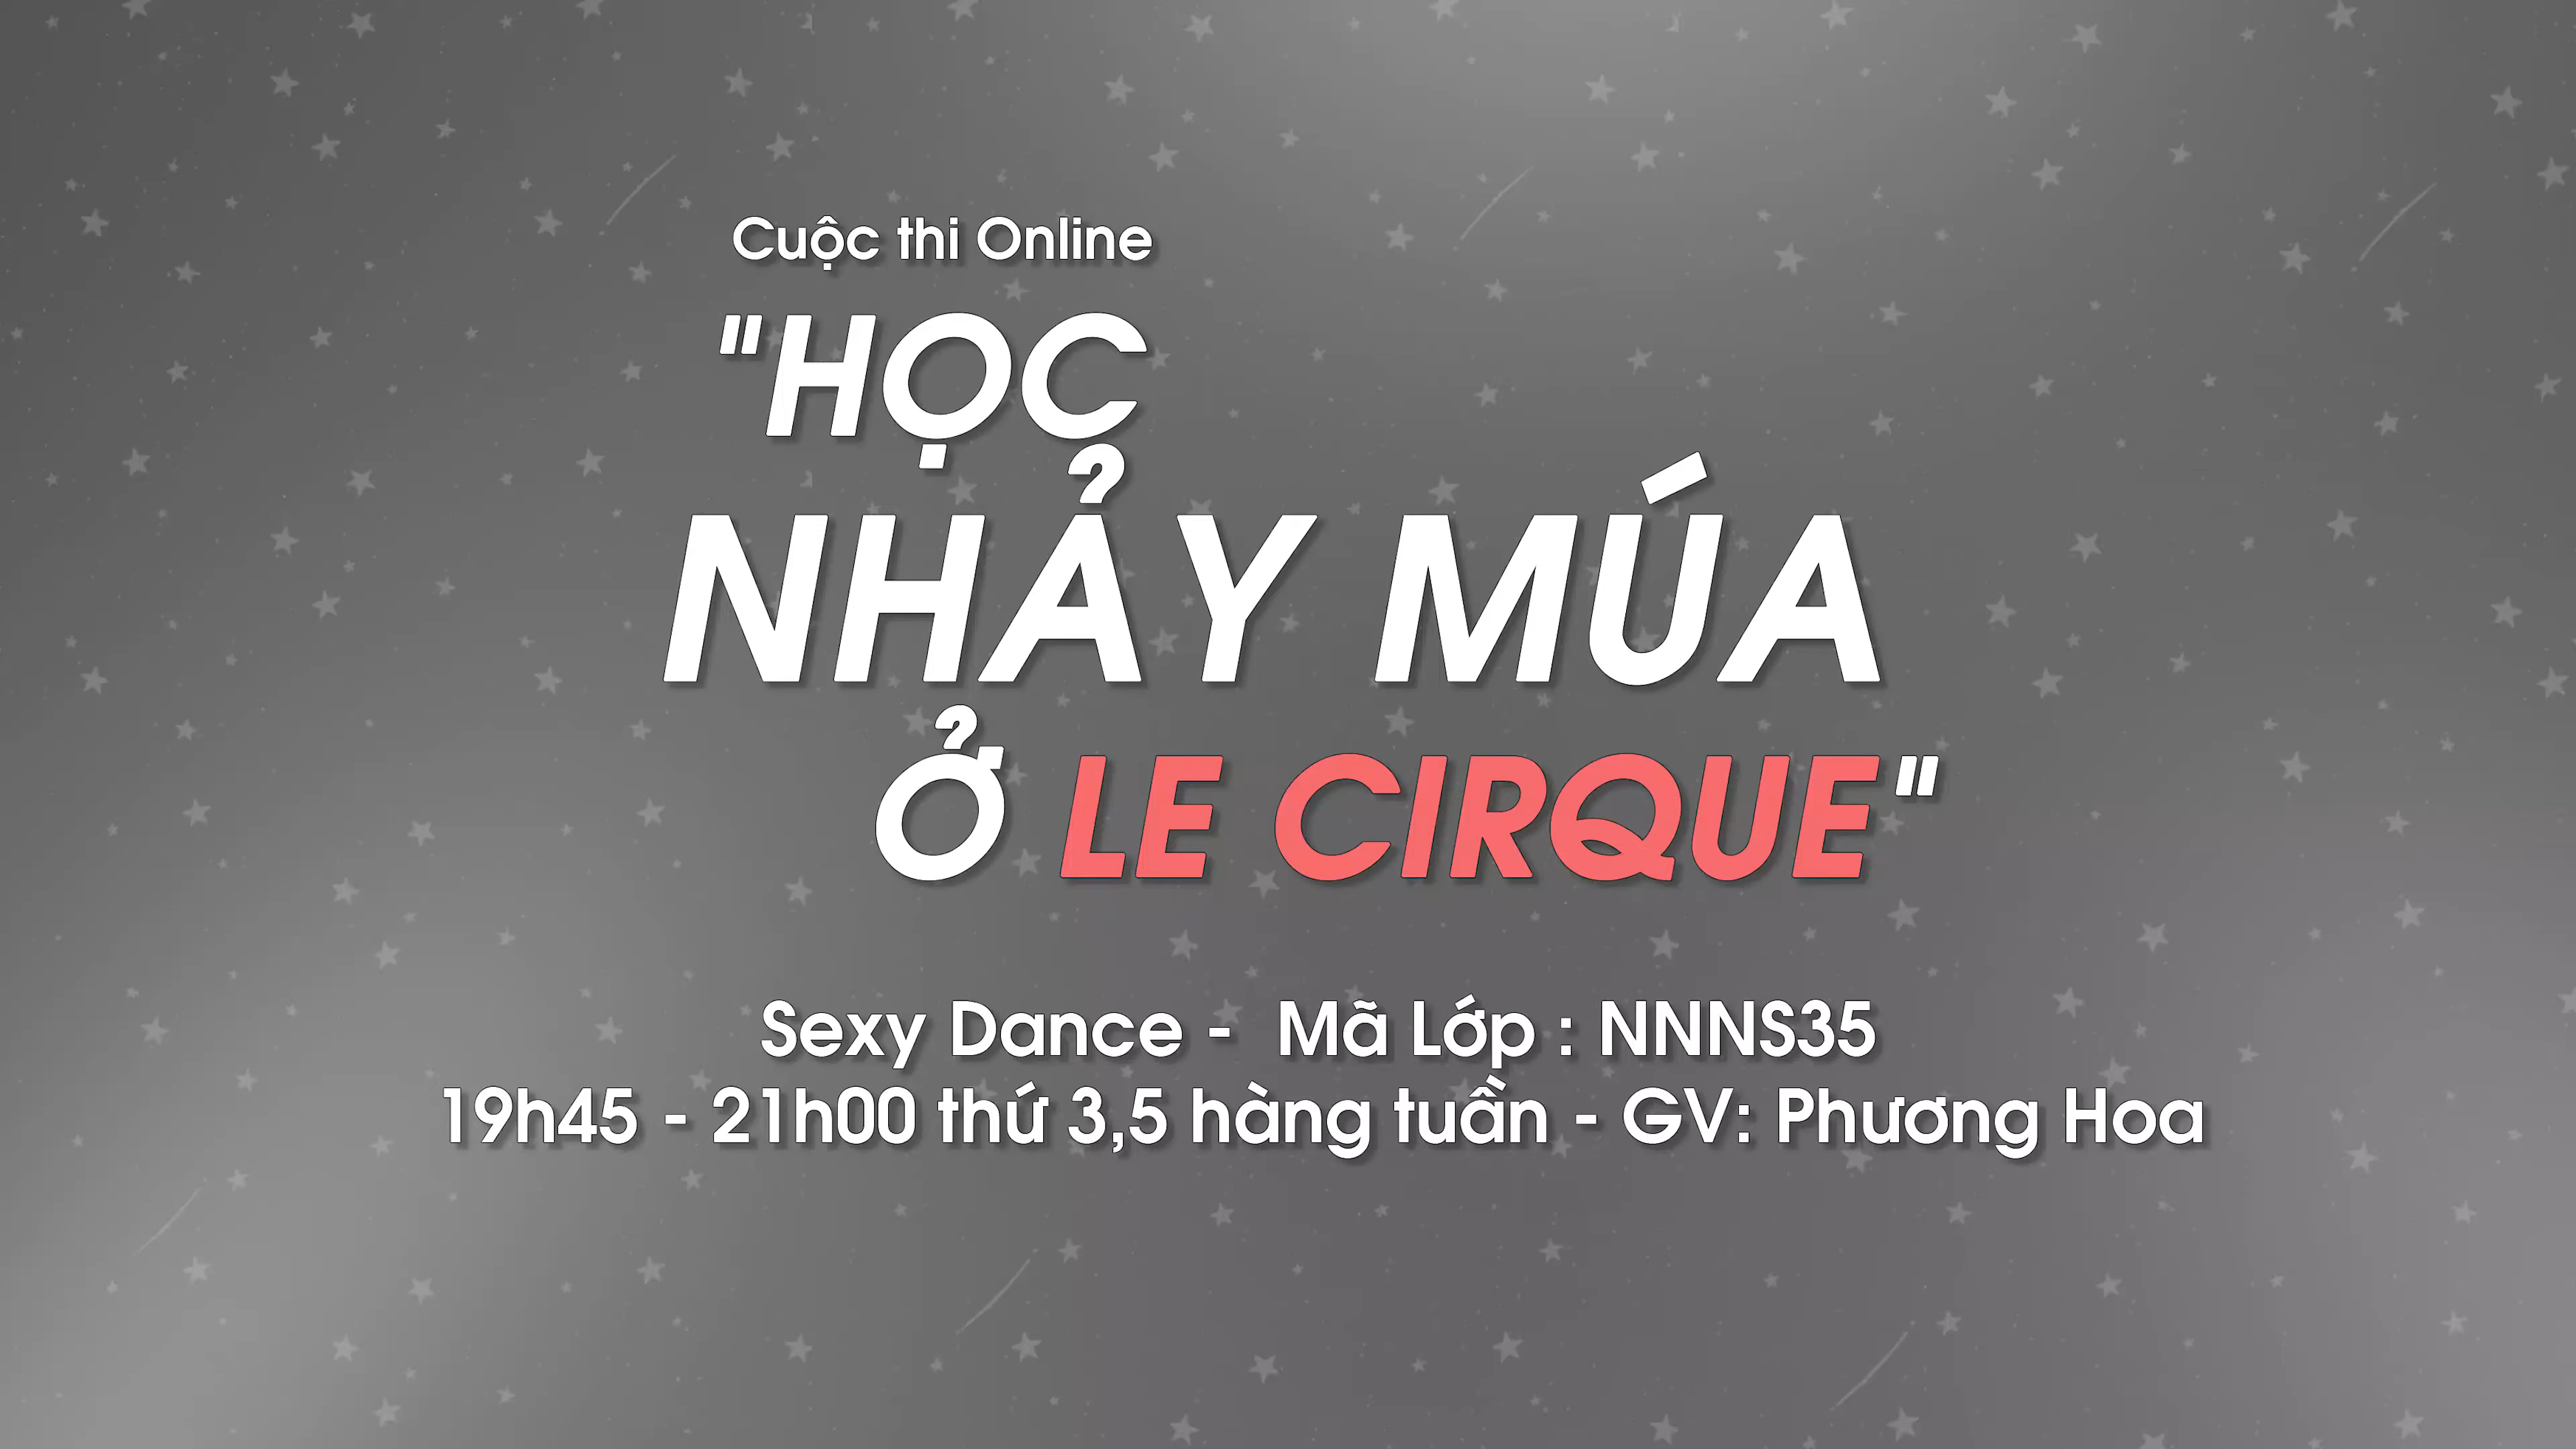 Cuộc thi Online
"HỌC
NHẢY MÚA
Ở LE CIRQUE"
Sexy Dance - Mã Lớp : NNNS35
19h45 - 21h00 thứ 3,5 hàng tuần - GV: Phương Hoa